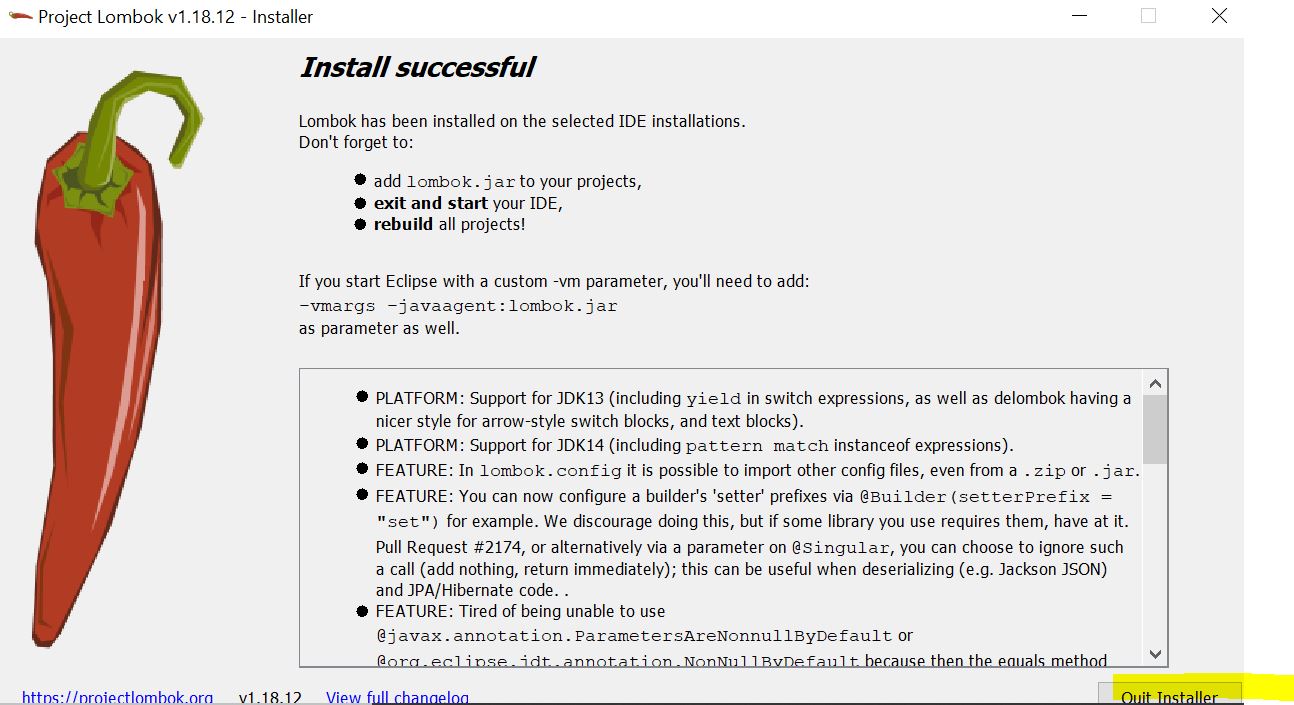 Project Lombok v1.18.12 - Installer
Install successful
Lombok has been installed on the selected IDE installations.
Don't forget to:
add lombok.jar to your projects,
exit and start your IDE,
rebuild all projects!
If you start Eclipse with a custom -vm parameter, you'll need to add:
-vmargs -javaagent:lombok.jar
as parameter as well.
PLATFORM: Support for JDK13 (including yield in switch expressions, as well as delombok having a
nicer style for arrow-style switch blocks, and text blocks).
PLATFORM: Support for JDK14 (including pattern match instanceof expressions).
FEATURE: In lombok.config it is possible to import other config files, even from a .zip or .jar.
FEATURE: You can now configure a builder's 'setter' prefixes via @Builder(setterPrefix =
"set") for example. We discourage doing this, but if some library you use requires them, have at it.
Pull Request #2174, or alternatively via a parameter on @Singular, you can choose to ignore such
a call (add nothing, return immediately); this can be useful when deserializing (e.g. Jackson JSON)
and JPA/Hibernate code. .
FEATURE: Tired of being unable to use
@javax.annotation.ParametersAreNonnullByDefault or
@org.eclipse.jdt.annotation.NonNullByDefault because then the equals method
https://projectlombok.org v1.18.12 View full changelog Quit Installer